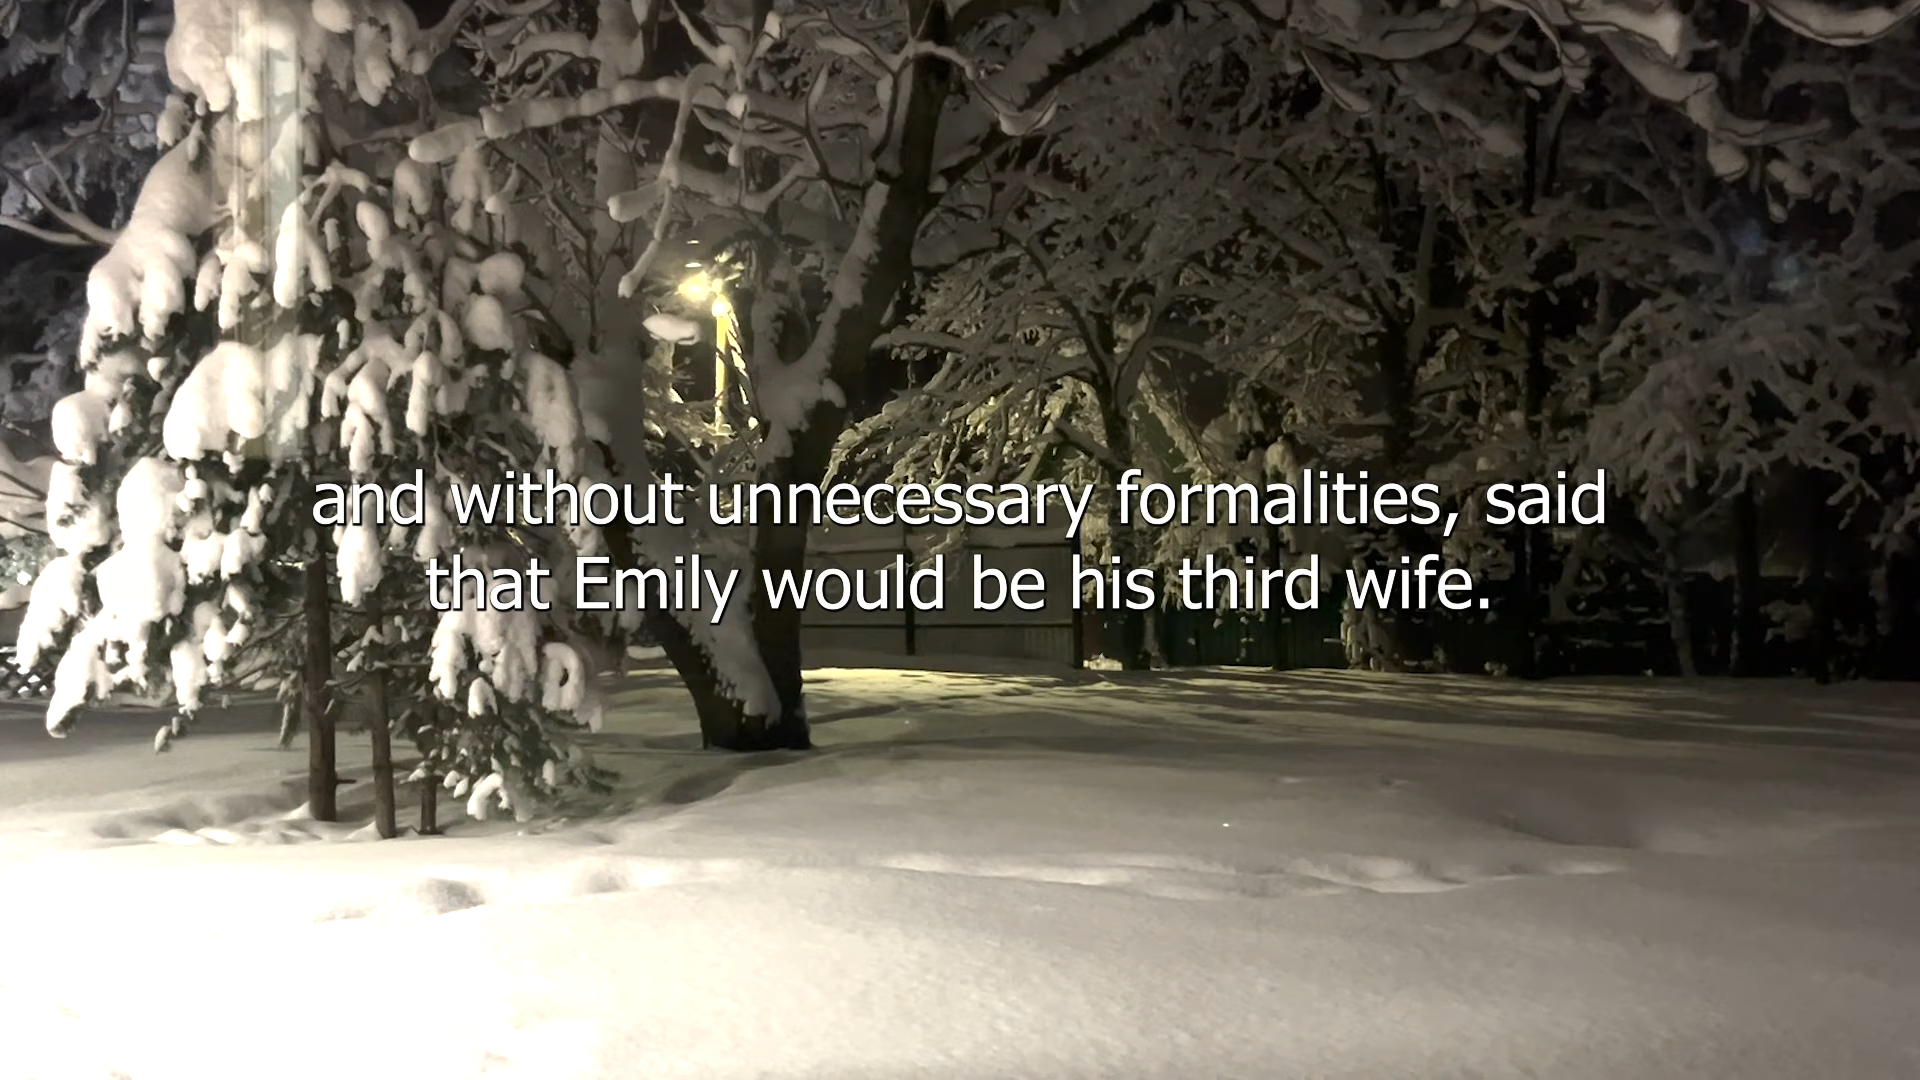 and without unnecessary formalities, said
that Emily would be his third wife.